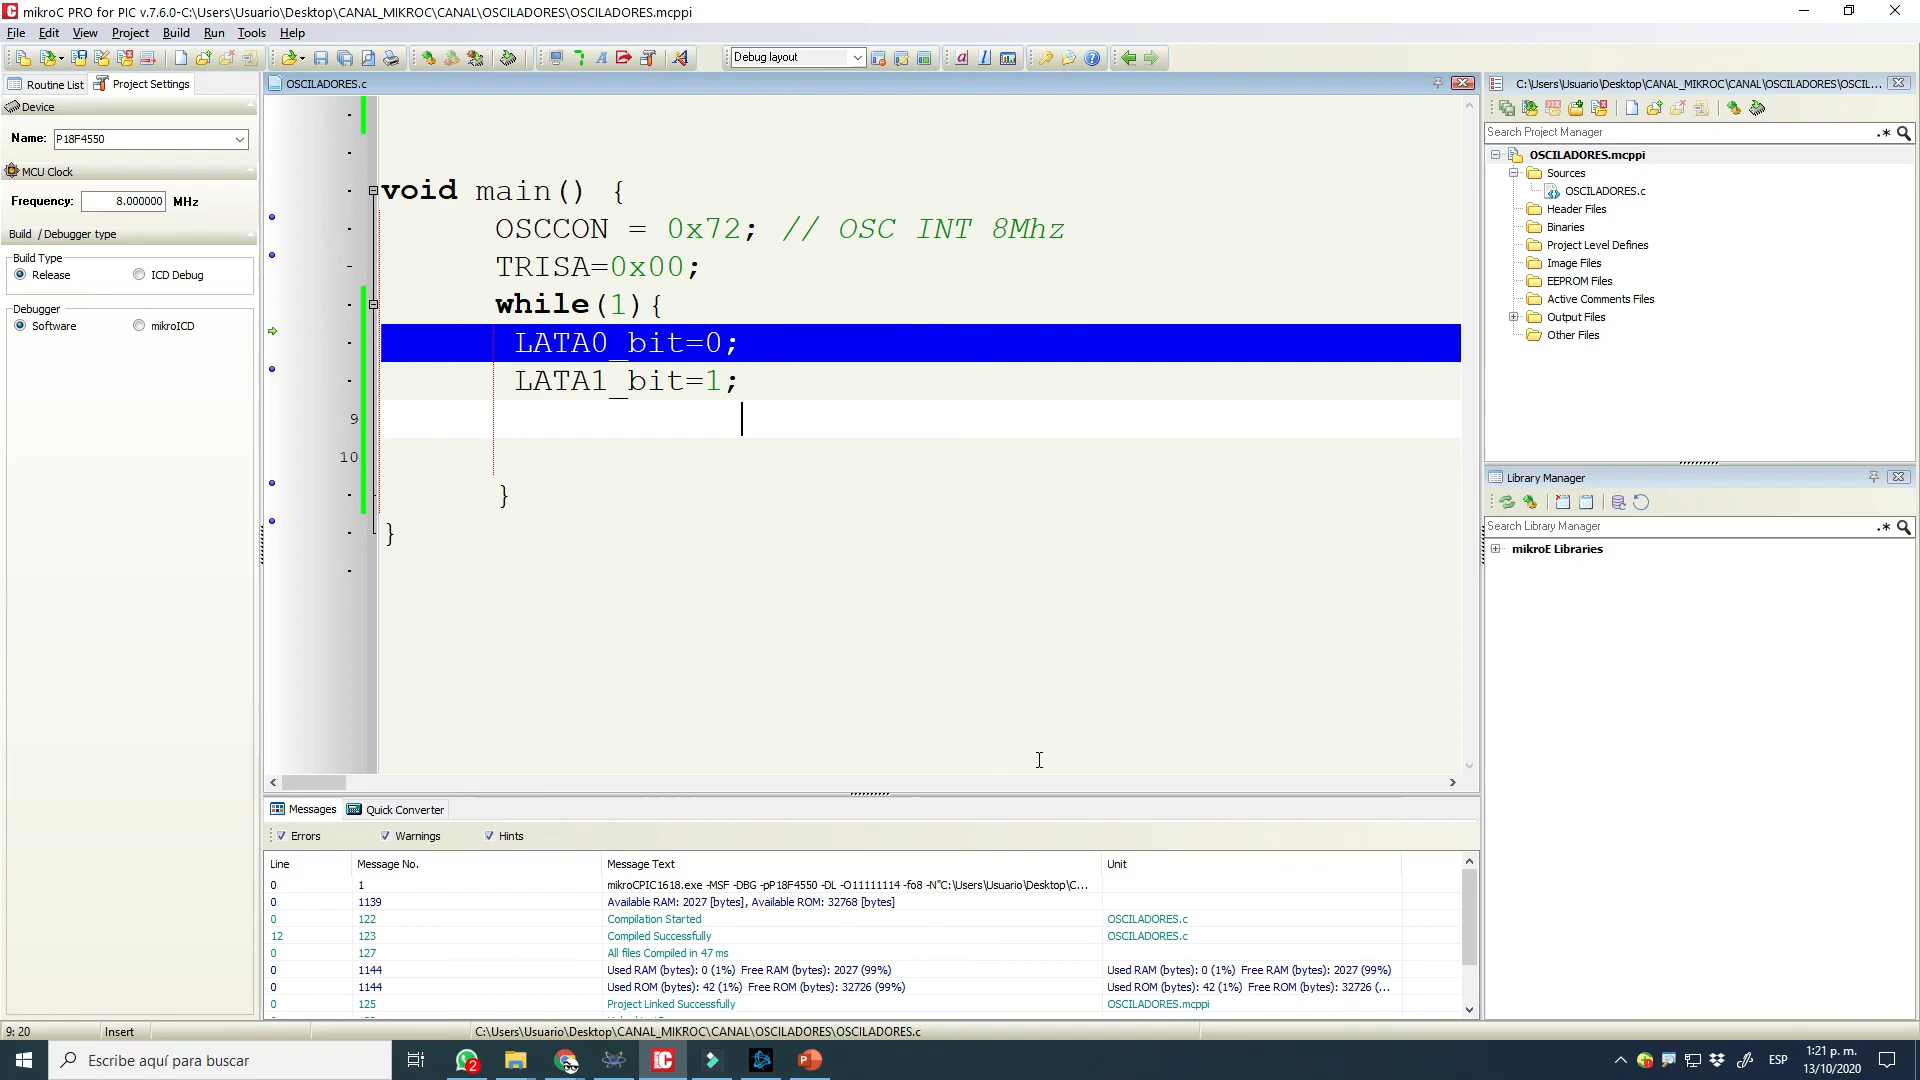 mikroC PRO for PIC v.7.6.0-C:\Users\Usuario\Desktop\CANAL_MIKROC\CANAL\OSCILADORES\OSCILADORES.mcppi
File Edit View Project Build Run Tools Help
Debug layout
Routine List Project Settings
Device
Name: P18F4550
MCU Clock
Frequency: 8.000000 MHz
Build / Debugger type
Build Type
Release ICD Debug
Debugger
Software mikroICD
OSCILADORES.c
void main() {
OSCCON = 0x72; // OSC INT 8Mhz
TRISA=0x00;
while(1){
LATA0_bit=0;
LATA1_bit=1;
9
10
}
}
C:\Users\Usuario\Desktop\CANAL_MIKROC\CANAL\OSCILADORES\OSCIL...
Search Project Manager
OSCILADORES.mcppi
Sources
OSCILADORES.c
Header Files
Binaries
Project Level Defines
Image Files
EEPROM Files
Active Comments Files
Output Files
Other Files
Library Manager
Search Library Manager
mikroE Libraries
Messages Quick Converter
Errors Warnings Hints
Line Message No. Message Text Unit
0 1 mikroCPIC1618.exe -MSF -DBG -pP18F4550 -DL -O11111114 -fo8 -N"C:\Users\Usuario\Desktop\C...
0 1139 Available RAM: 2027 [bytes], Available ROM: 32768 [bytes]
0 122 Compilation Started OSCILADORES.c
12 123 Compiled Successfully OSCILADORES.c
0 127 All files Compiled in 47 ms
0 1144 Used RAM (bytes): 0 (1%) Free RAM (bytes): 2027 (99%) Used RAM (bytes): 0 (1%) Free RAM (bytes): 2027 (99%)
0 1144 Used ROM (bytes): 42 (1%) Free ROM (bytes): 32726 (99%) Used ROM (bytes): 42 (1%) Free ROM (bytes): 32726 (...
0 125 Project Linked Successfully OSCILADORES.mcppi
9: 20 Insert C:\Users\Usuario\Desktop\CANAL_MIKROC\CANAL\OSCILADORES\OSCILADORES.c
Escribe aquí para buscar
2
ESP
1:21 p. m.
13/10/2020